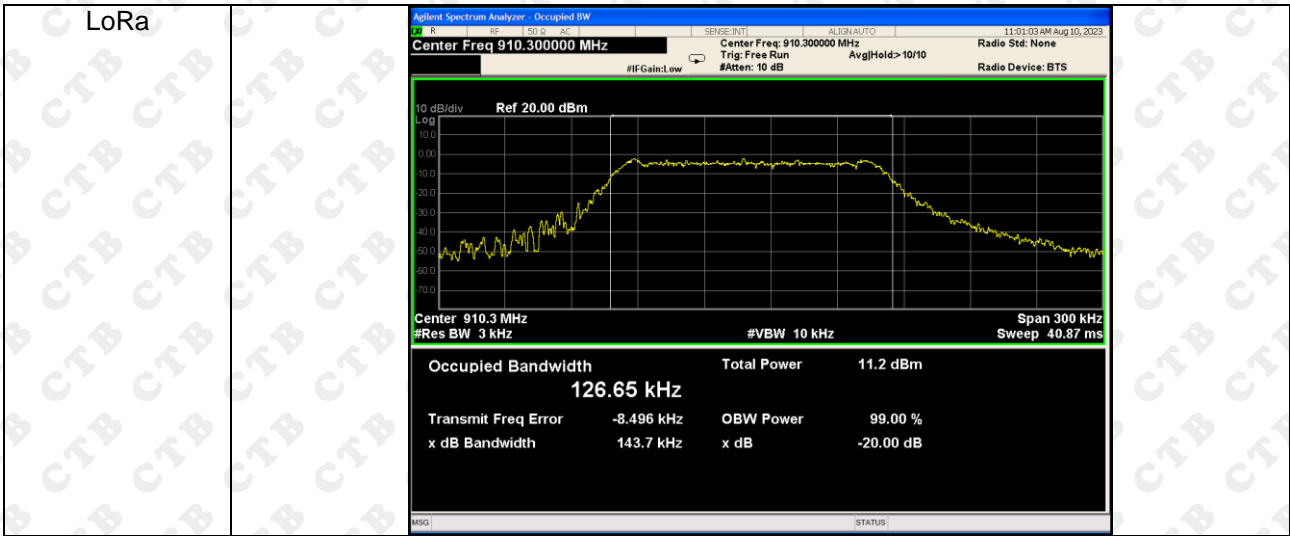 LoRa
Agilent Spectrum Analyzer - Occupied BW
R RF 50 Ω AC SENSE:INT ALIGN AUTO 11:01:03 AM Aug 10, 2023
Center Freq 910.300000 MHz Center Freq: 910.300000 MHz Radio Std: None
Trig: Free Run Avg|Hold:>10/10
#IFGain:Low #Atten: 10 dB Radio Device: BTS
10 dB/div Ref 20.00 dBm
Log
10.0
0.00
-10.0
-20.0
-30.0
-40.0
-50.0
-60.0
-70.0
Center 910.3 MHz Span 300 kHz
#Res BW 3 kHz #VBW 10 kHz Sweep 40.87 ms
Occupied Bandwidth Total Power 11.2 dBm
126.65 kHz
Transmit Freq Error -8.496 kHz OBW Power 99.00 %
x dB Bandwidth 143.7 kHz x dB -20.00 dB
MSG STATUS
CTB